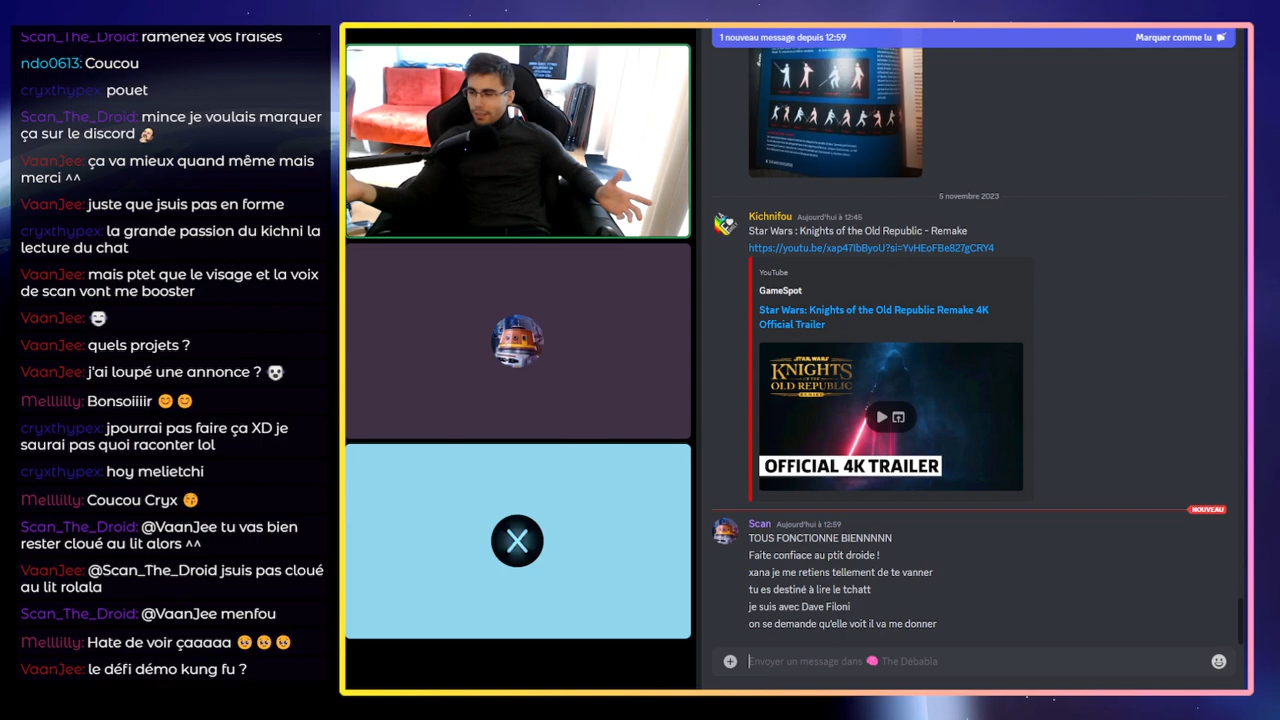 Scan_The_Droid: ramenez vos fraises
ndo0613: Coucou
cryxthypex: pouet
Scan_The_Droid: mince je voulais marquer
ça sur le discord
VaanJee: ça va mieux quand même mais
merci ^^
VaanJee: juste que jsuis pas en forme
cryxthypex: la grande passion du kichni la
lecture du chat
VaanJee: mais ptet que le visage et la voix
de scan vont me booster
VaanJee:
VaanJee: quels projets ?
VaanJee: j'ai loupé une annonce ?
Melllilly: Bonsoiiiir 😊 😊
cryxthypex: jpourrai pas faire ça XD je
saurai pas quoi raconter lol
cryxthypex: hoy melietchi
Melllilly: Coucou Cryx 😚
Scan_The_Droid: @VaanJee tu vas bien
rester cloué au lit alors ^^
VaanJee: @Scan_The_Droid jsuis pas cloué
au lit rolala
Scan_The_Droid: @VaanJee menfou
Melllilly: Hate de voir çaaaaa 🥺 🥺 🥺
VaanJee: le défi démo kung fu ?
1 nouveau message depuis 12:59
Marquer comme lu
5 novembre 2023
Kichnifou Aujourd'hui à 12:45
Star Wars : Knights of the Old Republic - Remake
https://youtu.be/xap47IbByoU?si=YvHEoFBe827gCRY4
YouTube
GameSpot
Star Wars: Knights of the Old Republic Remake 4K
Official Trailer
STAR WARS
KNIGHTS
OF THE
OLD REPUBLIC
REMAKE
OFFICIAL 4K TRAILER
NOUVEAU
Scan Aujourd'hui à 12:59
TOUS FONCTIONNE BIENNNNN
Faite confiace au ptit droide !
xana je me retiens tellement de te vanner
tu es destiné à lire le tchatt
je suis avec Dave Filoni
on se demande qu'elle voit il va me donner
Envoyer un message dans 🧠 The Débabla